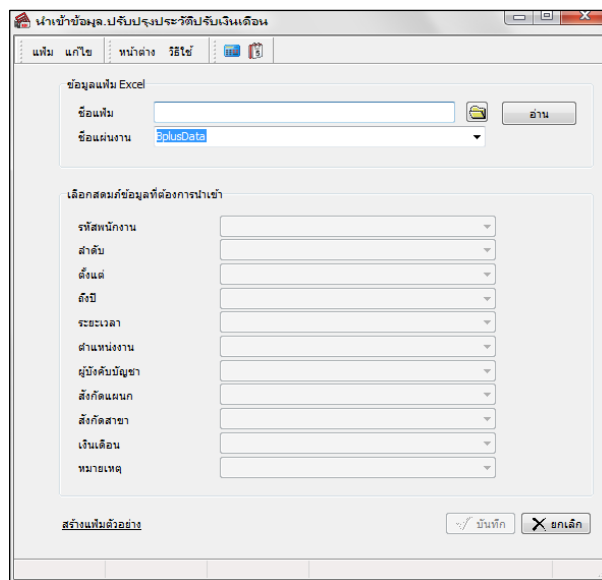 นำเข้าข้อมูล.ปรับปรุงประวัติปรับเงินเดือน
แฟ้ม แก้ไข หน้าต่าง วิธีใช้
ข้อมูลแฟ้ม Excel
ชื่อแฟ้ม อ่าน
ชื่อแผ่นงาน BplusData
เลือกสดมภ์ข้อมูลที่ต้องการนำเข้า
รหัสพนักงาน
ลำดับ
ตั้งแต่
ถึงปี
ระยะเวลา
ตำแหน่งงาน
ผู้บังคับบัญชา
สังกัดแผนก
สังกัดสาขา
เงินเดือน
หมายเหตุ
สร้างแฟ้มตัวอย่าง บันทึก ยกเลิก